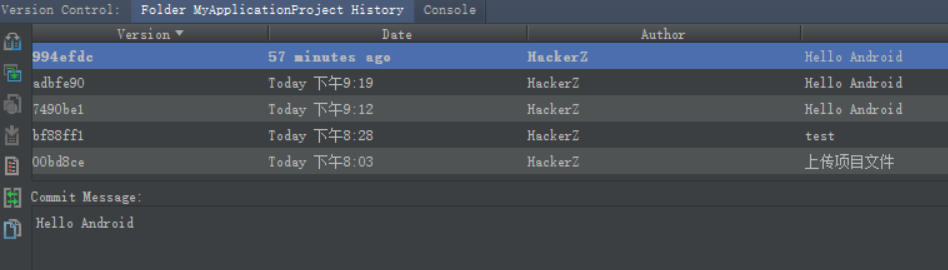 Version Control: Folder MyApplicationProject History Console
Version Date Author
994efdc 57 minutes ago HackerZ Hello Android
adbfe90 Today 下午9:19 HackerZ Hello Android
7490be1 Today 下午9:12 HackerZ Hello Android
bf88ff1 Today 下午8:28 HackerZ test
00bd8ce Today 下午8:03 HackerZ 上传项目文件
Commit Message:
Hello Android